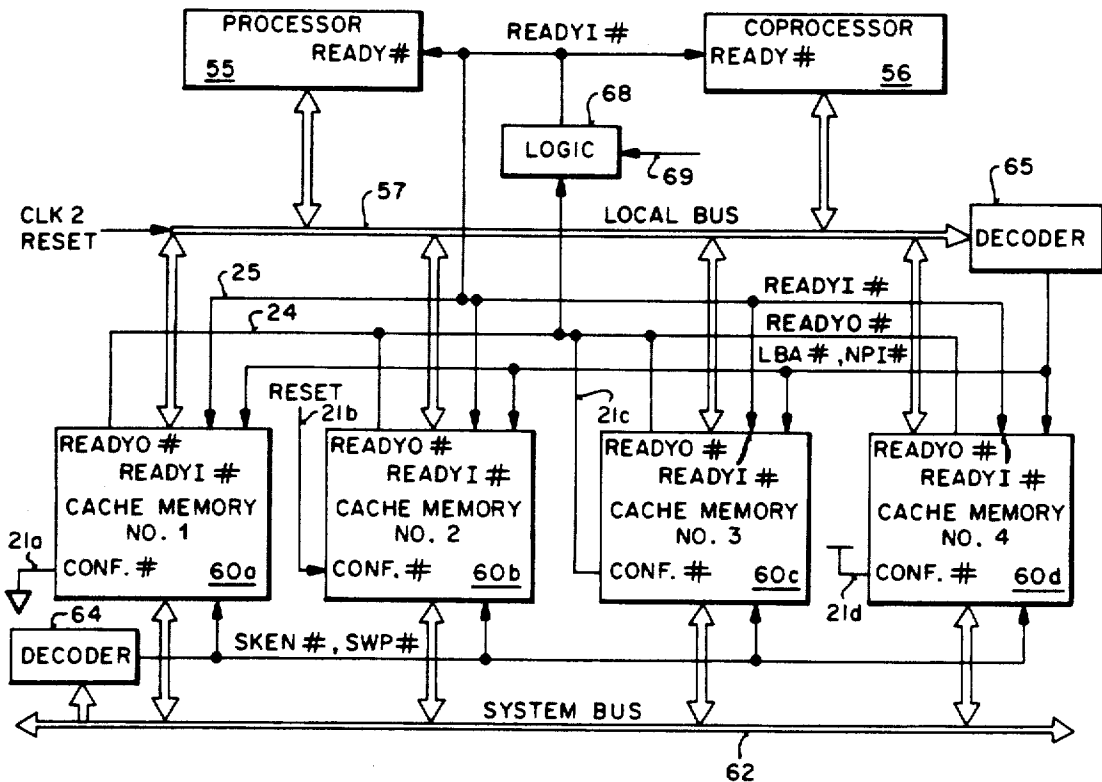 PROCESSOR
READY #
55
READYI #
COPROCESSOR
READY #
56
68
LOGIC
69
65
57
CLK 2
RESET
LOCAL BUS
DECODER
25
READYI #
24
READYO #
LBA #, NPI #
RESET
21b
21c
READYO #
READYI #
CACHE MEMORY
NO. 1
CONF. #
60a
21a
READYO #
READYI #
CACHE MEMORY
NO. 2
CONF. #
60b
READYO #
READYI #
CACHE MEMORY
NO. 3
CONF. #
60c
READYO #
READYI #
CACHE MEMORY
NO. 4
CONF. #
60d
21d
64
DECODER
SKEN #, SWP #
SYSTEM BUS
62